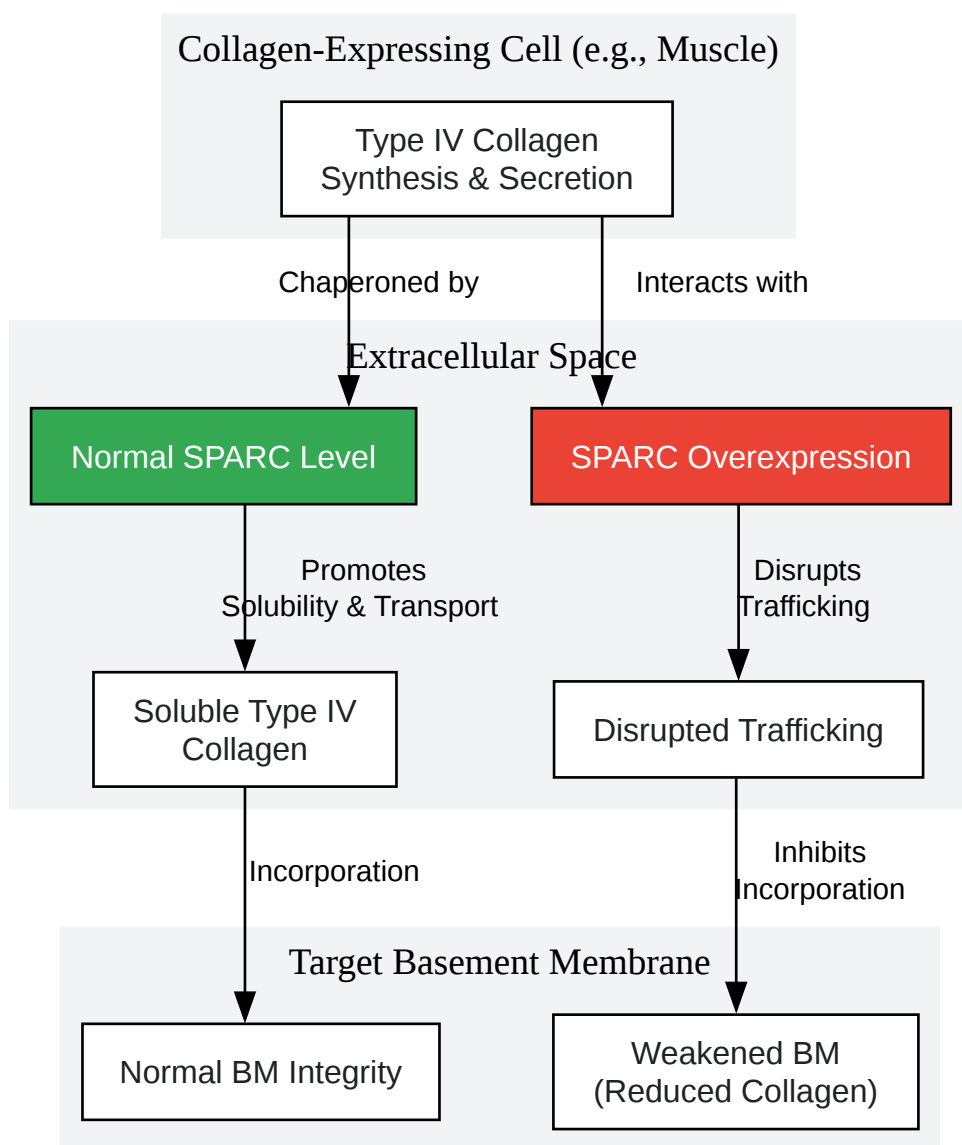 Collagen-Expressing Cell (e.g., Muscle)
Type IV Collagen
Synthesis & Secretion
Chaperoned by
Interacts with
Extracellular Space
Normal SPARC Level
SPARC Overexpression
Promotes
Solubility & Transport
Disrupts
Trafficking
Soluble Type IV
Collagen
Disrupted Trafficking
Incorporation
Inhibits
Incorporation
Target Basement Membrane
Normal BM Integrity
Weakened BM
(Reduced Collagen)